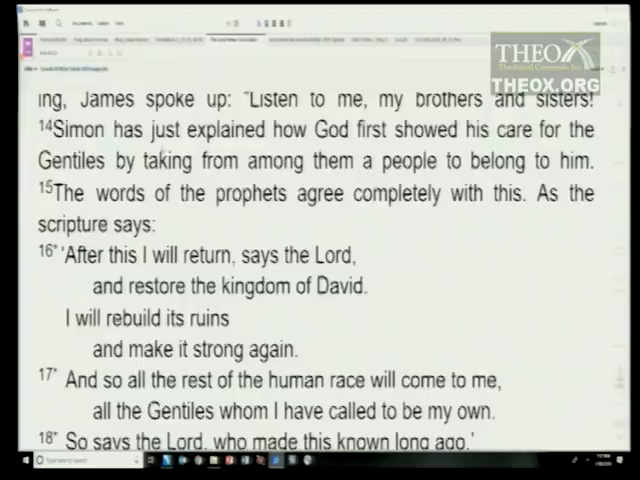 THEOX
THEOX.ORG
ing, James spoke up: "Listen to me, my brothers and sisters!
14Simon has just explained how God first showed his care for the
Gentiles by taking from among them a people to belong to him.
15The words of the prophets agree completely with this. As the
scripture says:
16" 'After this I will return, says the Lord,
and restore the kingdom of David.
I will rebuild its ruins
and make it strong again.
17" And so all the rest of the human race will come to me,
all the Gentiles whom I have called to be my own.
18" So says the Lord, who made this known long ago.'
Type here to search